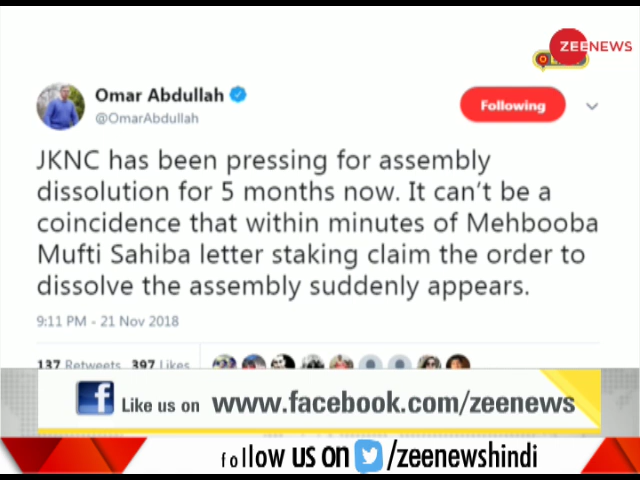 ZEENEWS
Omar Abdullah
@OmarAbdullah
Following
JKNC has been pressing for assembly
dissolution for 5 months now. It can't be a
coincidence that within minutes of Mehbooba
Mufti Sahiba letter staking claim the order to
dissolve the assembly suddenly appears.
9:11 PM - 21 Nov 2018
137 Retweets 397 Likes
Like us on www.facebook.com/zeenews
follow us on /zeenewshindi